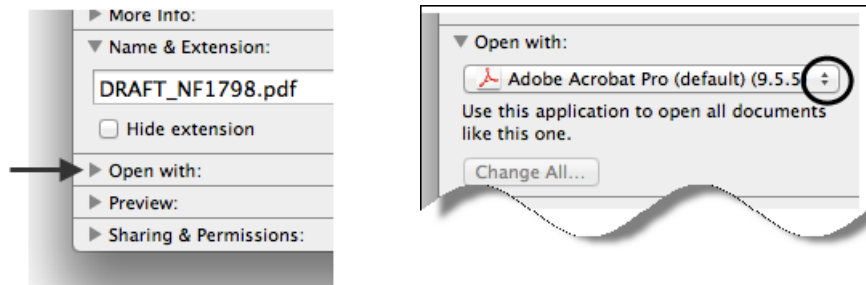 More Info:
Name & Extension:
DRAFT_NF1798.pdf
Hide extension
Open with:
Preview:
Sharing & Permissions:
Open with:
Adobe Acrobat Pro (default) (9.5.5)
Use this application to open all documents
like this one.
Change All...